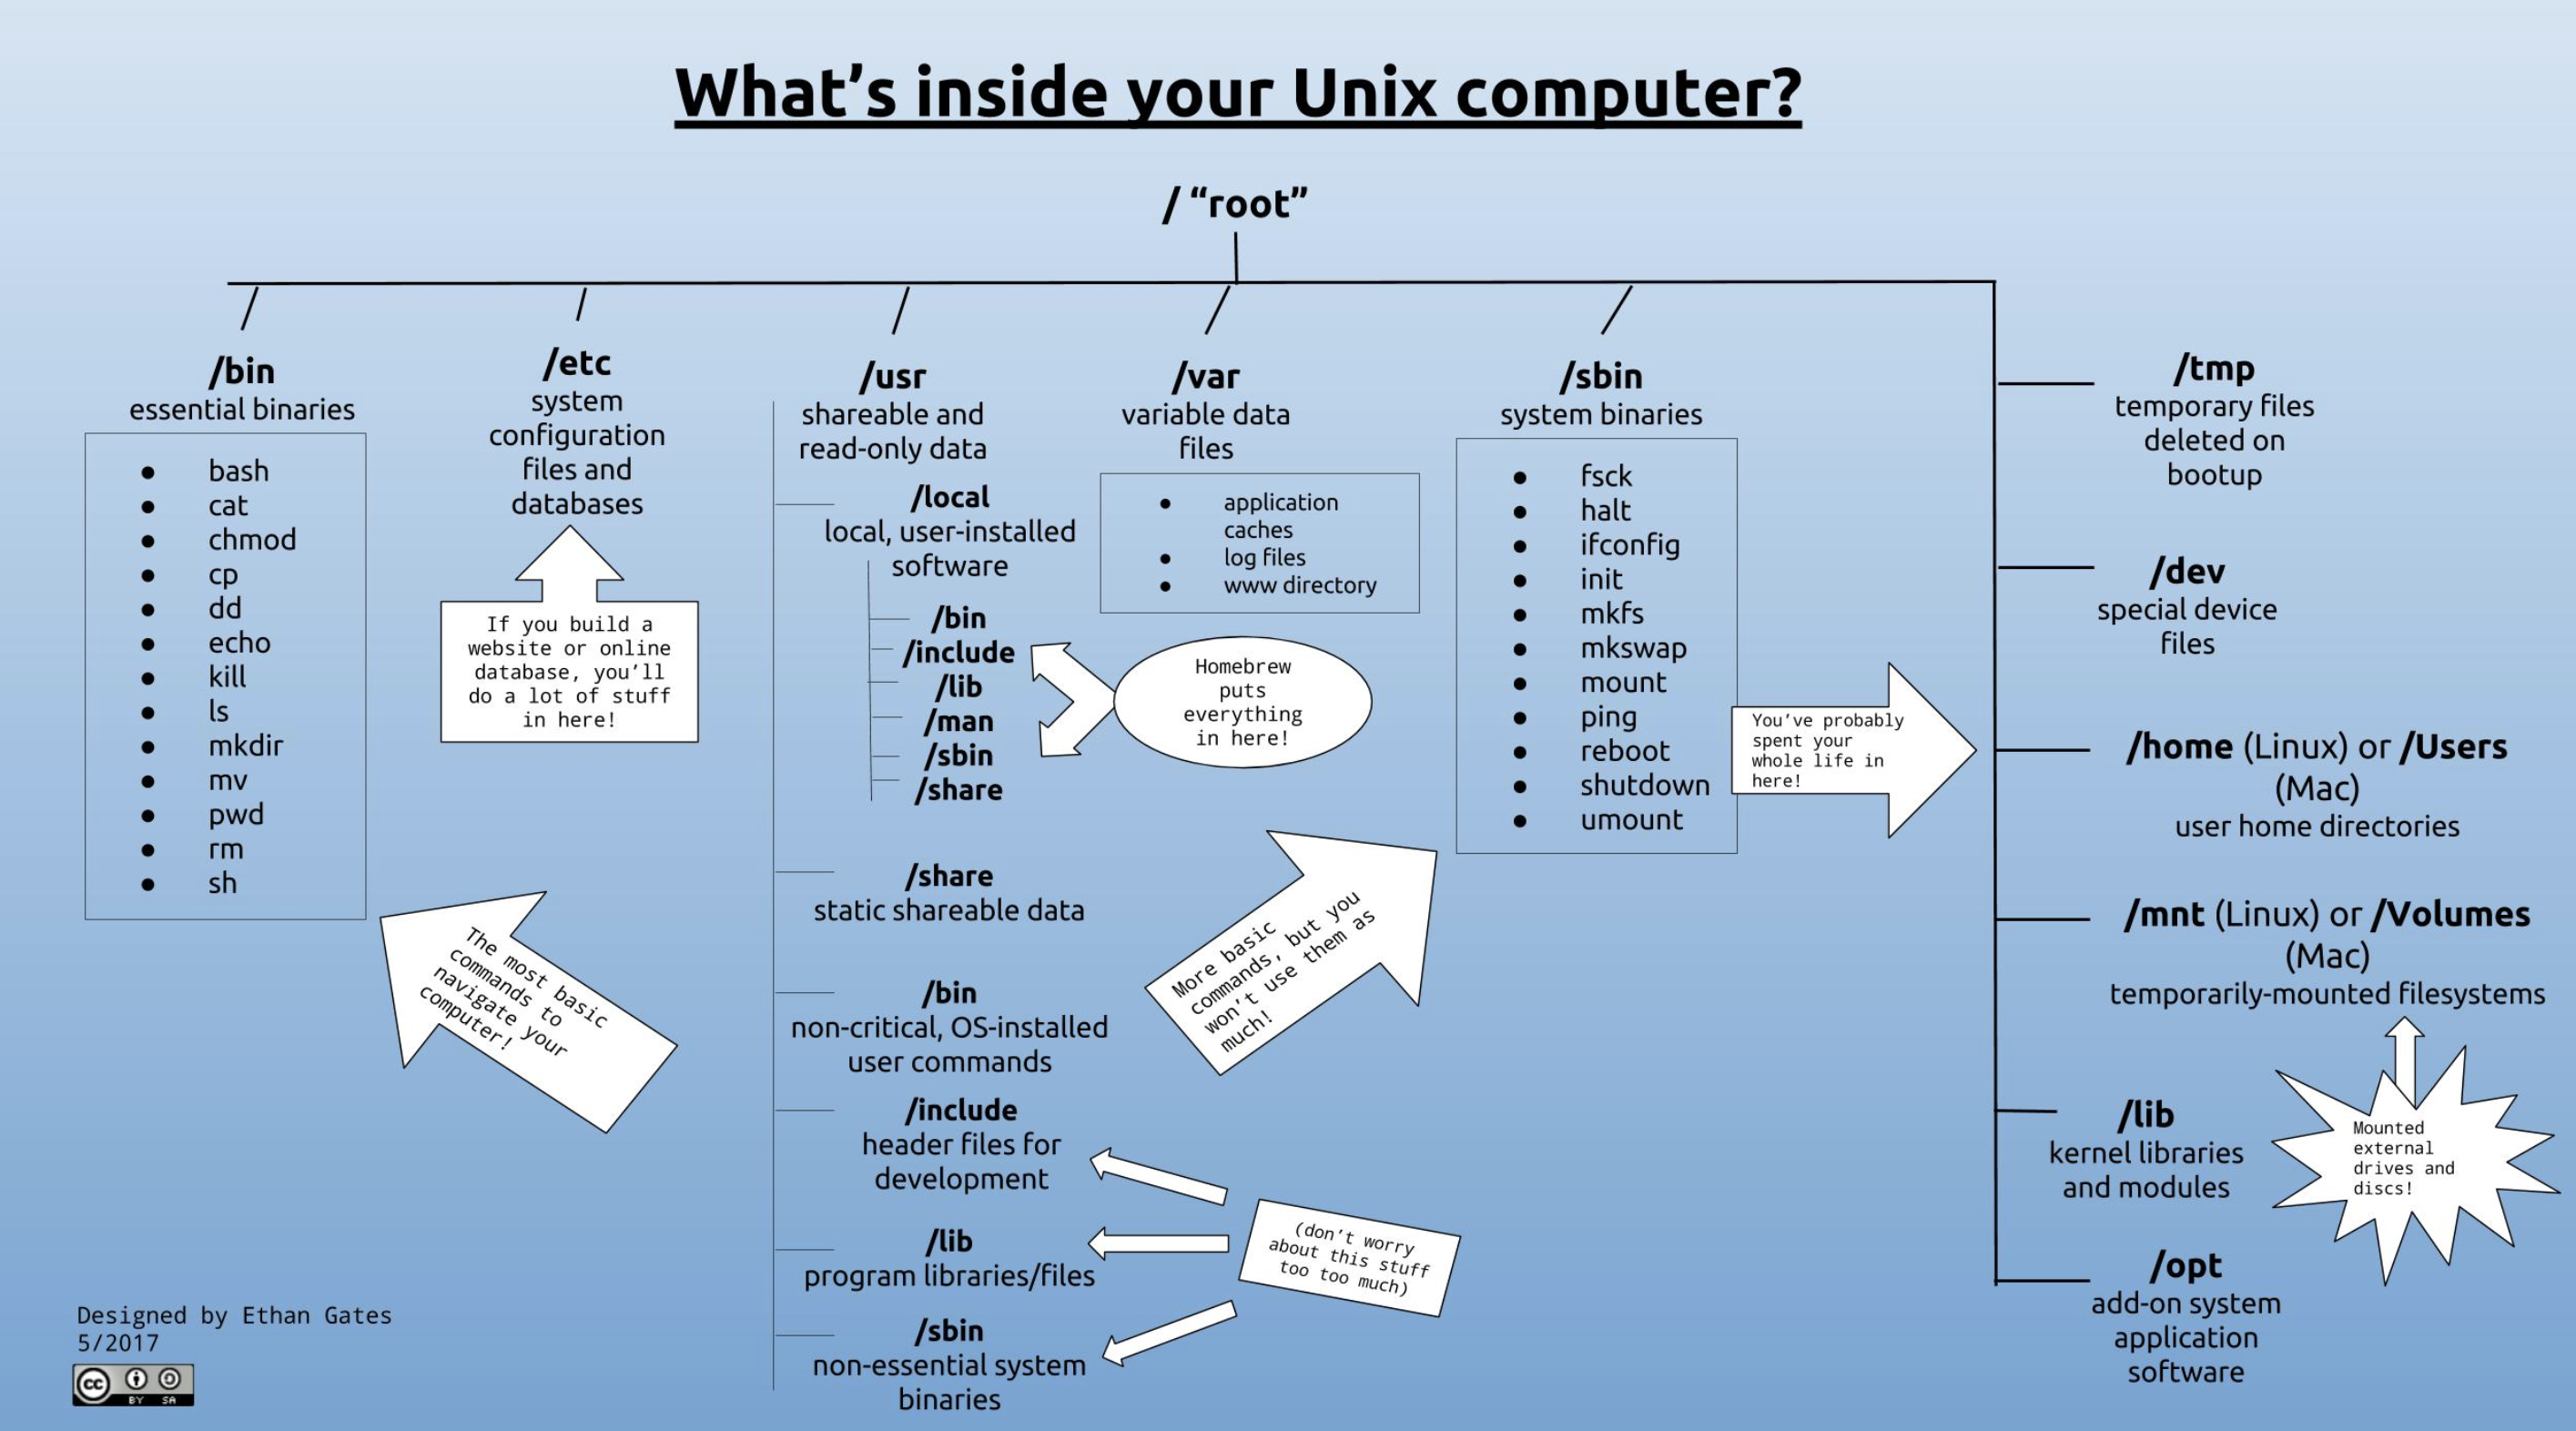 What's inside your Unix computer?
/ “root”
/bin
essential binaries
● bash
● cat
● chmod
● cp
● dd
● echo
● kill
● ls
● mkdir
● mv
● pwd
● rm
● sh
The most basic
commands to
navigate your
computer!
/etc
system
configuration
files and
databases
If you build a
website or online
database, you'll
do a lot of stuff
in here!
/usr
shareable and
read-only data
/local
local, user-installed
software
/bin
/include
/lib
/man
/sbin
/share
Homebrew
puts
everything
in here!
/share
static shareable data
/bin
non-critical, OS-installed
user commands
/include
header files for
development
/lib
program libraries/files
/sbin
non-essential system
binaries
(don't worry
about this stuff
too too much)
/var
variable data
files
● application
caches
● log files
● www directory
/sbin
system binaries
● fsck
● halt
● ifconfig
● init
● mkfs
● mkswap
● mount
● ping
● reboot
● shutdown
● umount
More basic
commands, but you
won't use them as
much!
You've probably
spent your
whole life in
here!
/tmp
temporary files
deleted on
bootup
/dev
special device
files
/home (Linux) or /Users
(Mac)
user home directories
/mnt (Linux) or /Volumes
(Mac)
temporarily-mounted filesystems
Mounted
external
drives and
discs!
/lib
kernel libraries
and modules
/opt
add-on system
application
software
Designed by Ethan Gates
5/2017
cc
BY SA